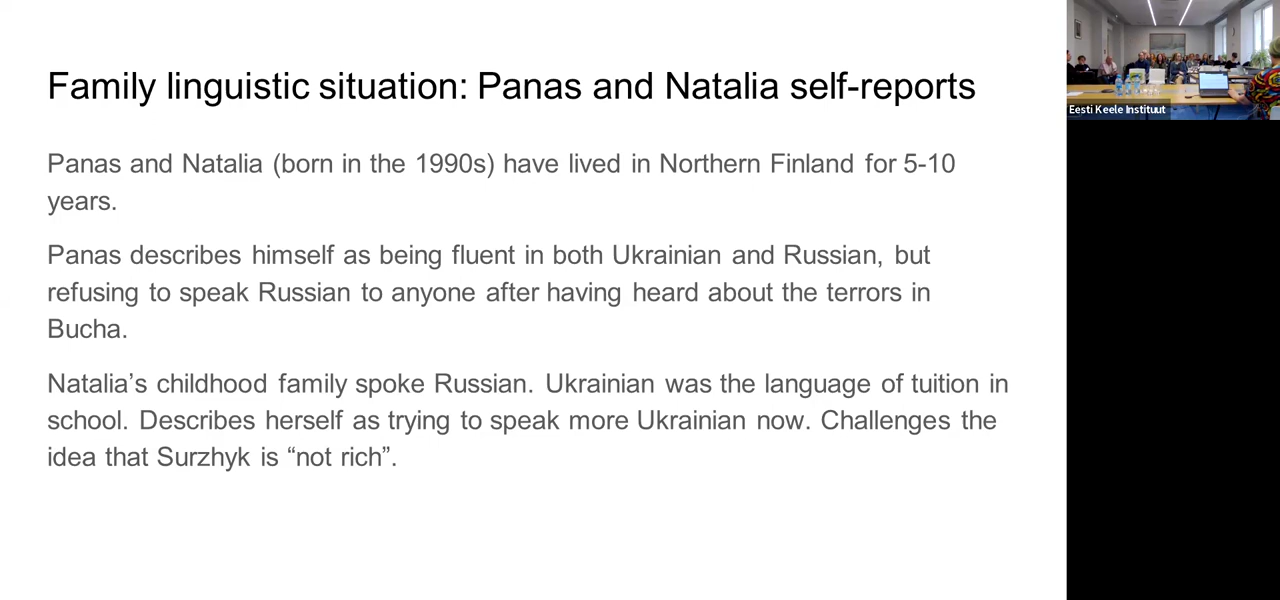 Family linguistic situation: Panas and Natalia self-reports
Panas and Natalia (born in the 1990s) have lived in Northern Finland for 5-10
years.
Panas describes himself as being fluent in both Ukrainian and Russian, but
refusing to speak Russian to anyone after having heard about the terrors in
Bucha.
Natalia’s childhood family spoke Russian. Ukrainian was the language of tuition in
school. Describes herself as trying to speak more Ukrainian now. Challenges the
idea that Surzhyk is “not rich”.
Eesti Keele Instituut